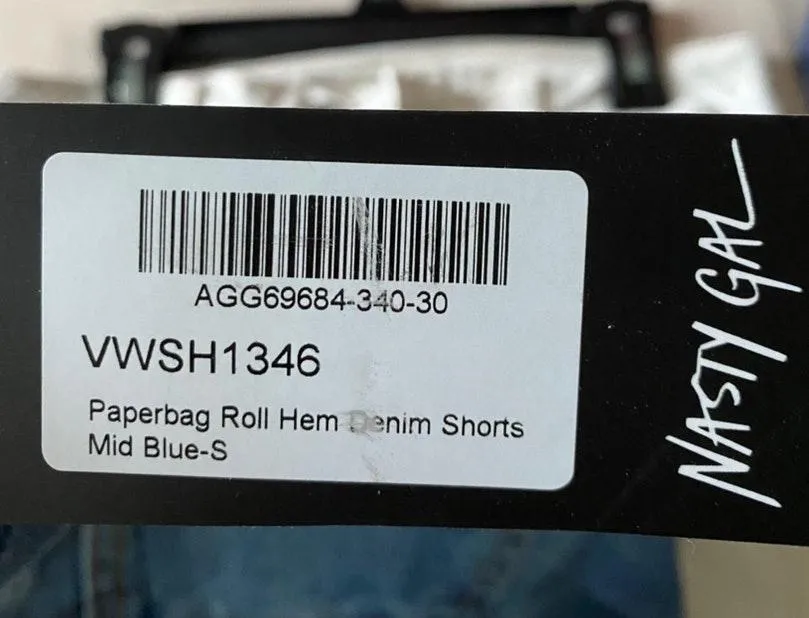 AGG69684-340-30
VWSH1346
Paperbag Roll Hem Denim Shorts
Mid Blue-S
NASTY GAL